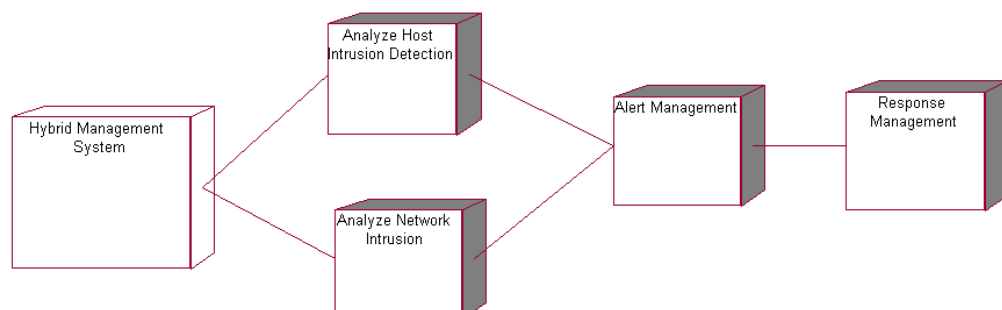 Hybrid Management
System
Analyze Host
Intrusion Detection
Analyze Network
Intrusion
Alert Management
Response
Management